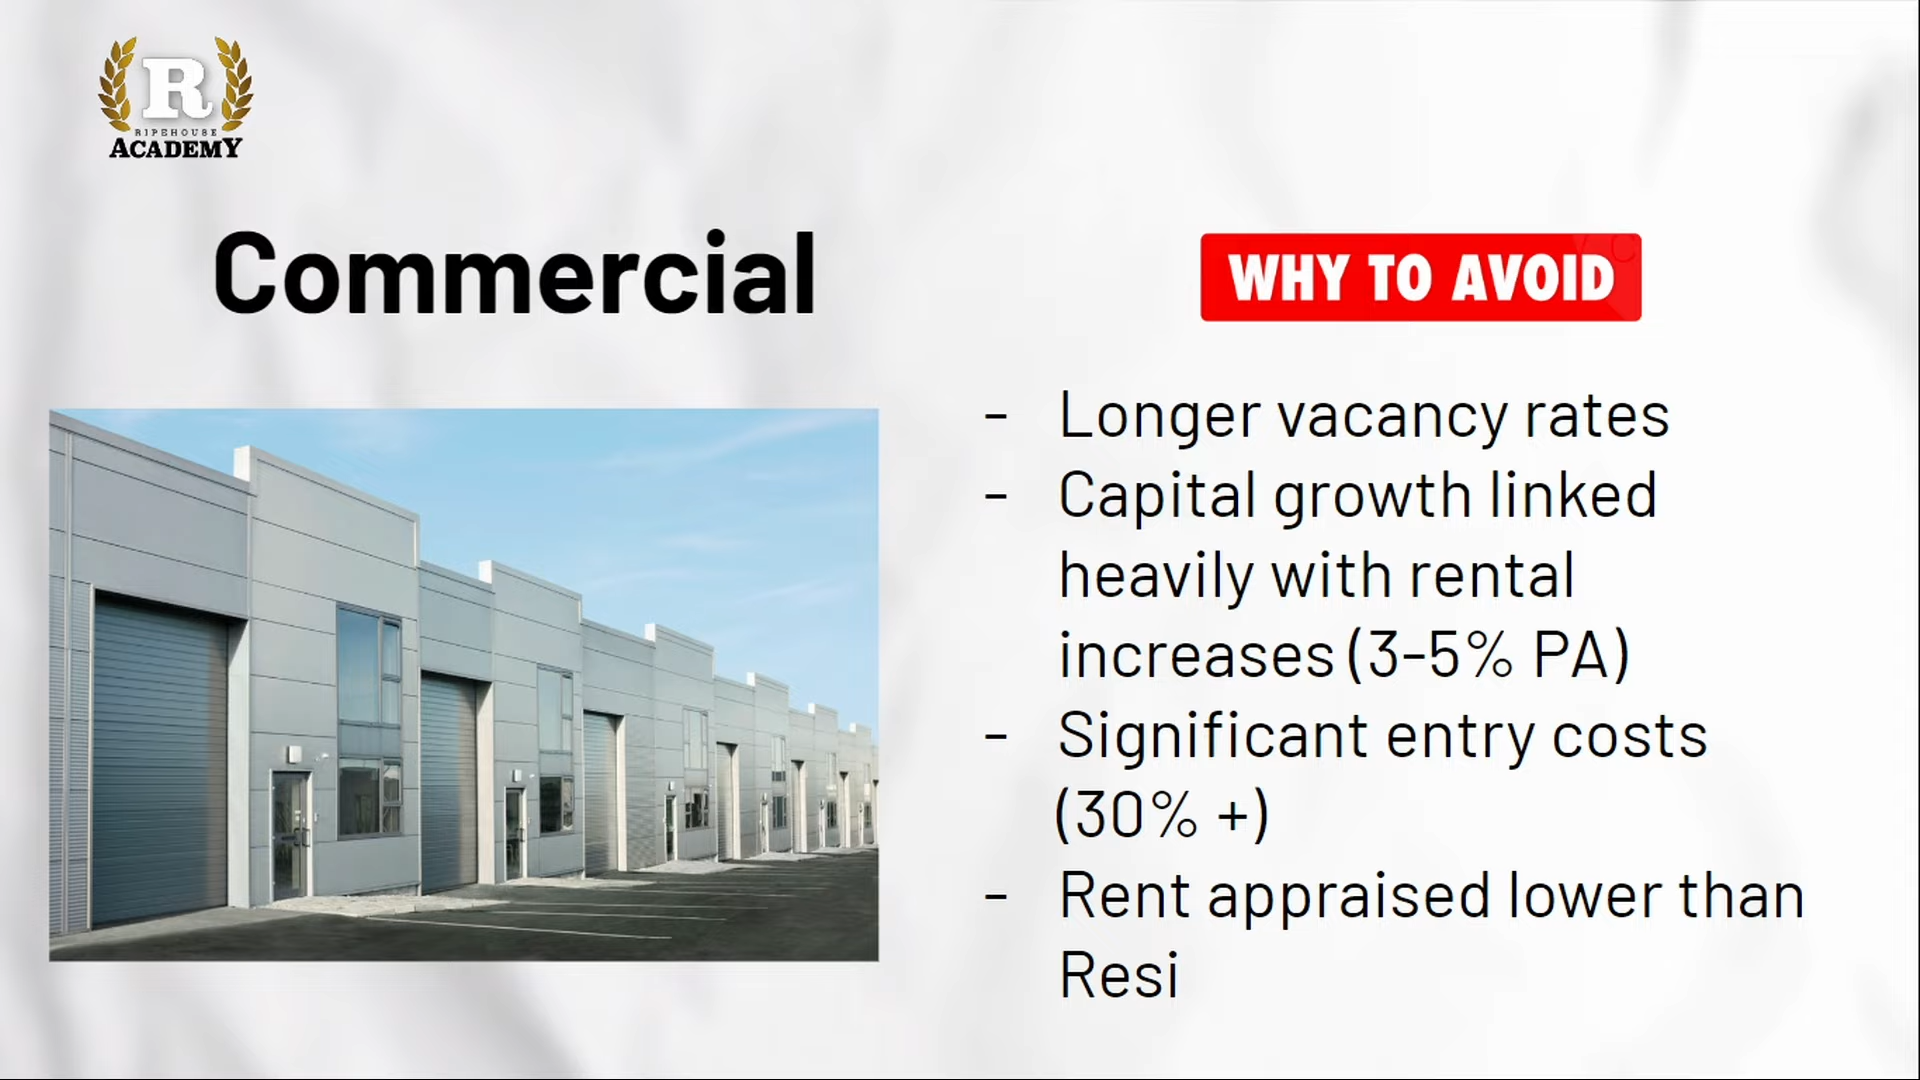 R
RIPEHOUSE
ACADEMY
Commercial
WHY TO AVOID
- Longer vacancy rates
- Capital growth linked
heavily with rental
increases (3-5% PA)
- Significant entry costs
(30% +)
- Rent appraised lower than
Resi